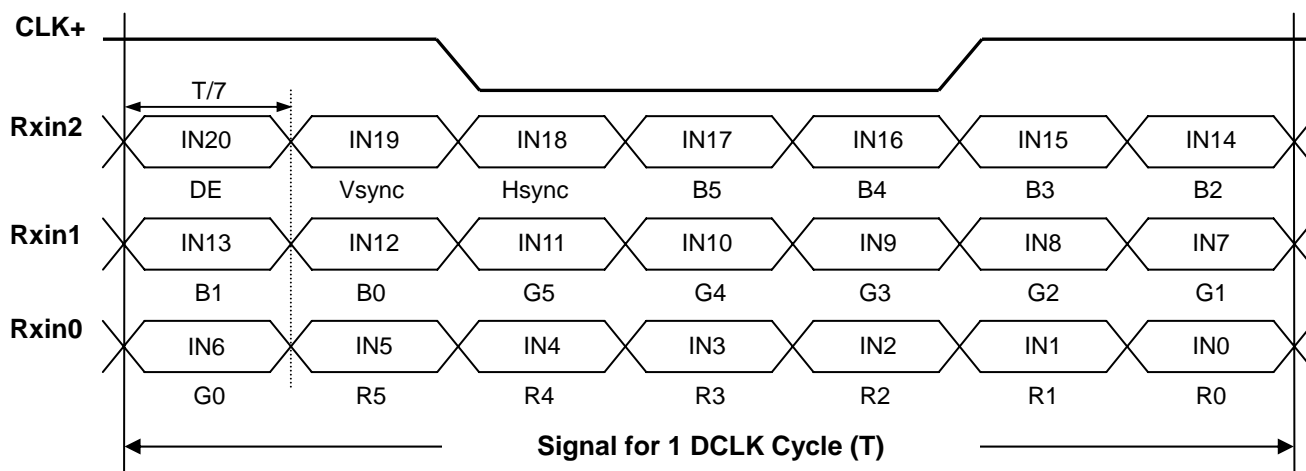 CLK+
T/7
Rxin2 IN20 IN19 IN18 IN17 IN16 IN15 IN14
DE Vsync Hsync B5 B4 B3 B2
Rxin1 IN13 IN12 IN11 IN10 IN9 IN8 IN7
B1 B0 G5 G4 G3 G2 G1
Rxin0 IN6 IN5 IN4 IN3 IN2 IN1 IN0
G0 R5 R4 R3 R2 R1 R0
Signal for 1 DCLK Cycle (T)